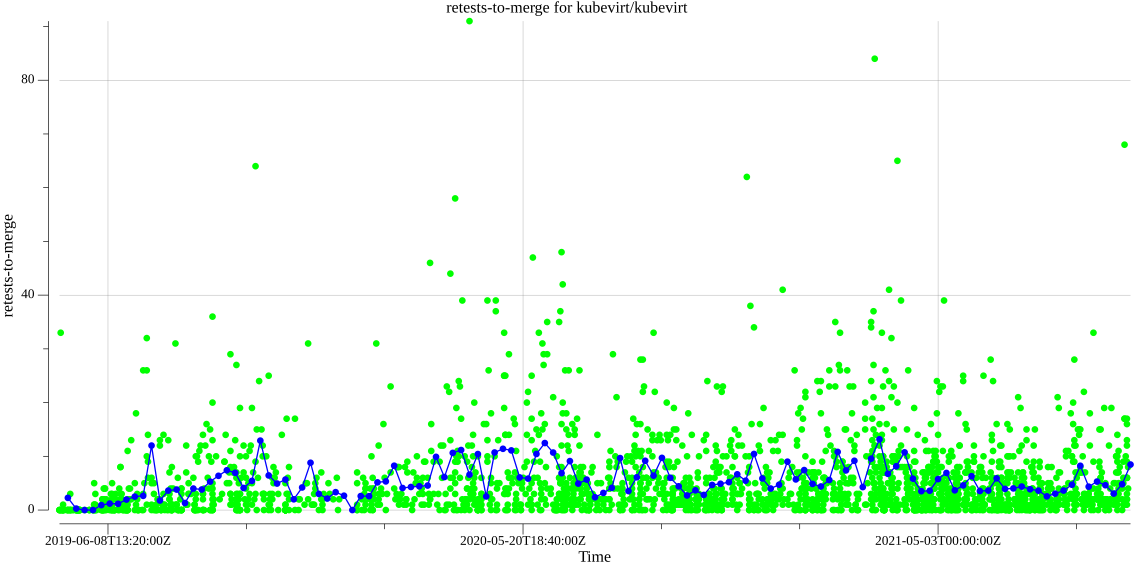 retests-to-merge for kubevirt/kubevirt
80
retests-to-merge
40
0
2019-06-08T13:20:00Z 2020-05-20T18:40:00Z 2021-05-03T00:00:00Z
Time